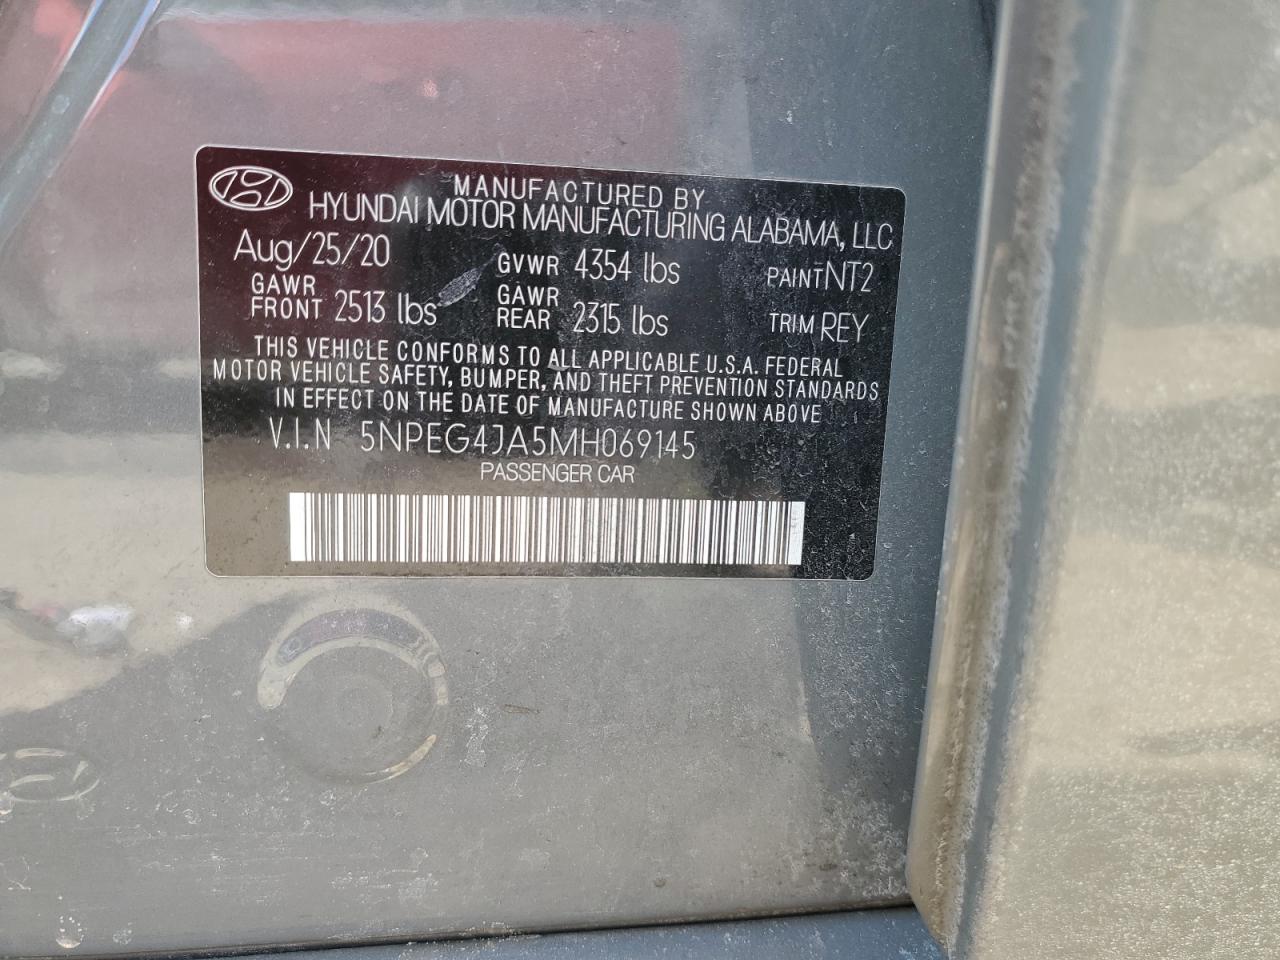 MANUFACTURED BY
HYUNDAI MOTOR MANUFACTURING ALABAMA, LLC
Aug/25/20 GVWR 4354 lbs PAINT NT2
GAWR FRONT 2513 lbs GAWR REAR 2315 lbs TRIM REY
THIS VEHICLE CONFORMS TO ALL APPLICABLE U.S.A. FEDERAL
MOTOR VEHICLE SAFETY, BUMPER, AND THEFT PREVENTION STANDARDS
IN EFFECT ON THE DATE OF MANUFACTURE SHOWN ABOVE
V.I.N 5NPEG4JA5MH069145
PASSENGER CAR